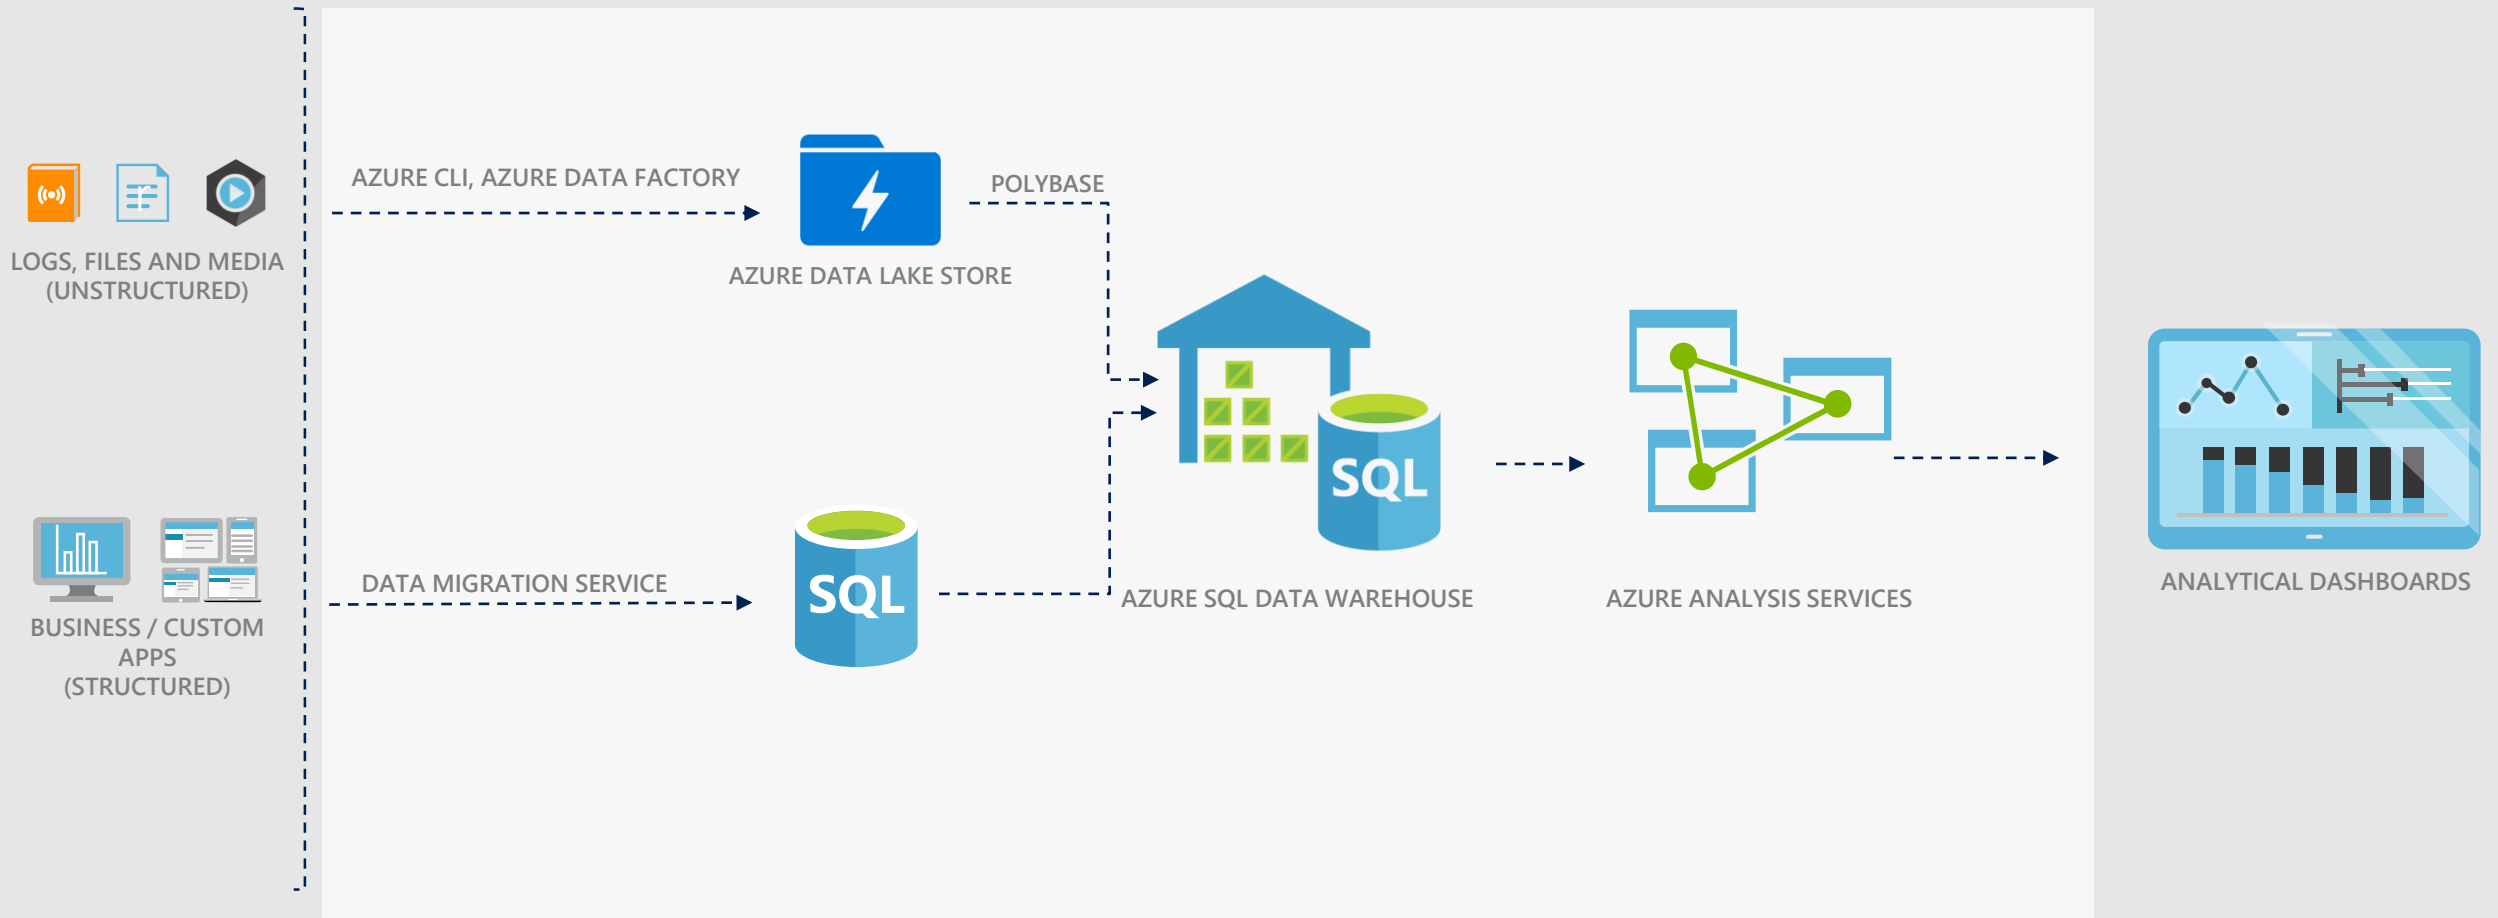 AZURE CLI, AZURE DATA FACTORY
POLYBASE
LOGS, FILES AND MEDIA
(UNSTRUCTURED)
AZURE DATA LAKE STORE
SQL
DATA MIGRATION SERVICE
SQL
BUSINESS / CUSTOM
APPS
(STRUCTURED)
AZURE SQL DATA WAREHOUSE
AZURE ANALYSIS SERVICES
ANALYTICAL DASHBOARDS